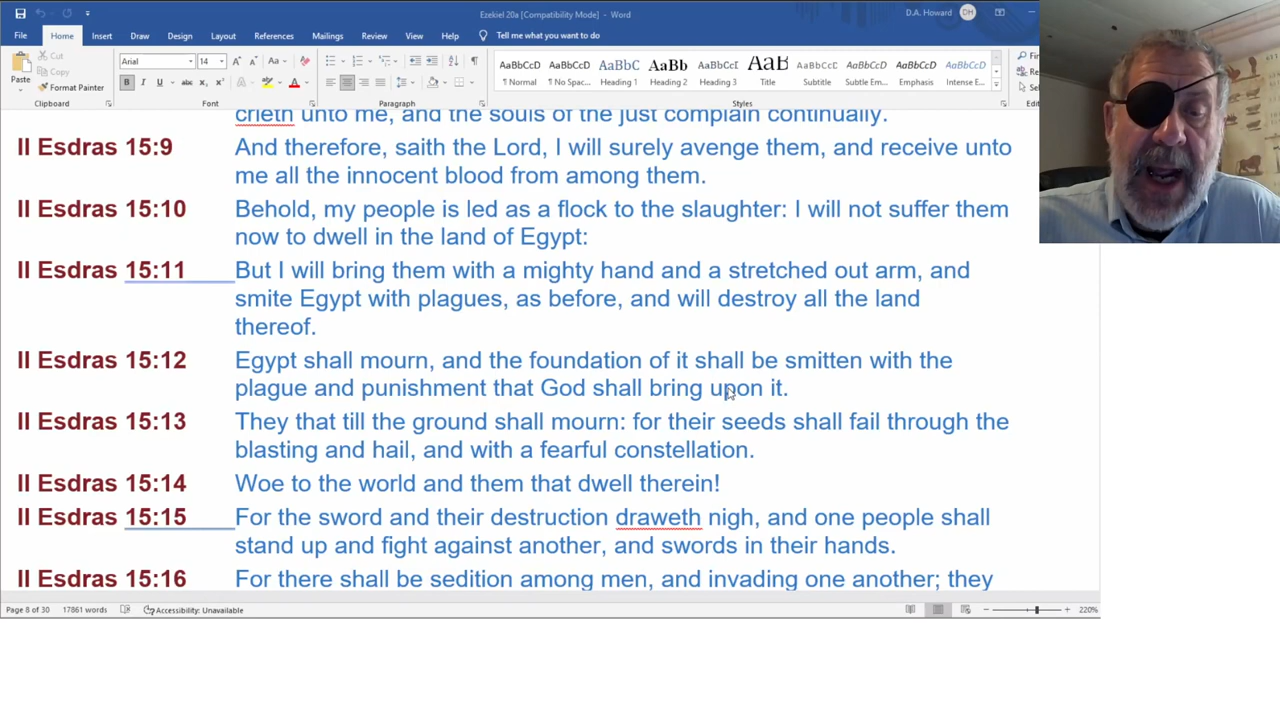 Ezekiel 20a [Compatibility Mode] - Word
D.A. Howard DH
File Home Insert Draw Design Layout References Mailings Review View Help Tell me what you want to do
Paste
Cut
Copy
Format Painter
Clipboard
Arial 14
Font
Paragraph
AaBbCcD AaBbCcD AaBbC AaBb AaBbCcI AaB AaBbCcD AaBbCcD AaBbCcD AaBbCcD
¶ Normal ¶ No Spac... Heading 1 Heading 2 Heading 3 Title Subtitle Subtle Em... Emphasis Intense E...
Styles
crieth unto me, and the souls of the just complain continually.
II Esdras 15:9 And therefore, saith the Lord, I will surely avenge them, and receive unto
me all the innocent blood from among them.
II Esdras 15:10 Behold, my people is led as a flock to the slaughter: I will not suffer them
now to dwell in the land of Egypt:
II Esdras 15:11 But I will bring them with a mighty hand and a stretched out arm, and
smite Egypt with plagues, as before, and will destroy all the land
thereof.
II Esdras 15:12 Egypt shall mourn, and the foundation of it shall be smitten with the
plague and punishment that God shall bring upon it.
II Esdras 15:13 They that till the ground shall mourn: for their seeds shall fail through the
blasting and hail, and with a fearful constellation.
II Esdras 15:14 Woe to the world and them that dwell therein!
II Esdras 15:15 For the sword and their destruction draweth nigh, and one people shall
stand up and fight against another, and swords in their hands.
II Esdras 15:16 For there shall be sedition among men, and invading one another; they
Page 8 of 30 17861 words Accessibility: Unavailable 220%